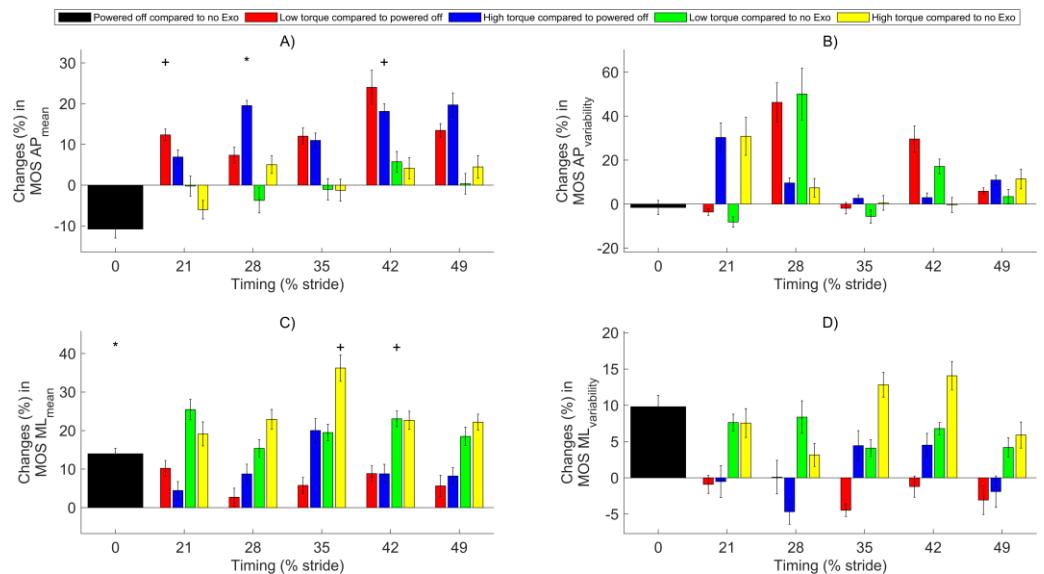 Powered off compared to no Exo Low torque compared to powered off High torque compared to powered off Low torque compared to no Exo High torque compared to no Exo
A)
+ * +
30
20
10
0
-10
Changes (%) in
MOS AP mean
0 21 28 35 42 49
Timing (% stride)
B)
60
40
20
0
-20
Changes (%) in
MOS AP variability
0 21 28 35 42 49
Timing (% stride)
C)
* + +
40
30
20
10
0
Changes (%) in
MOS ML mean
0 21 28 35 42 49
Timing (% stride)
D)
20
15
10
5
0
-5
Changes (%) in
MOS ML variability
0 21 28 35 42 49
Timing (% stride)